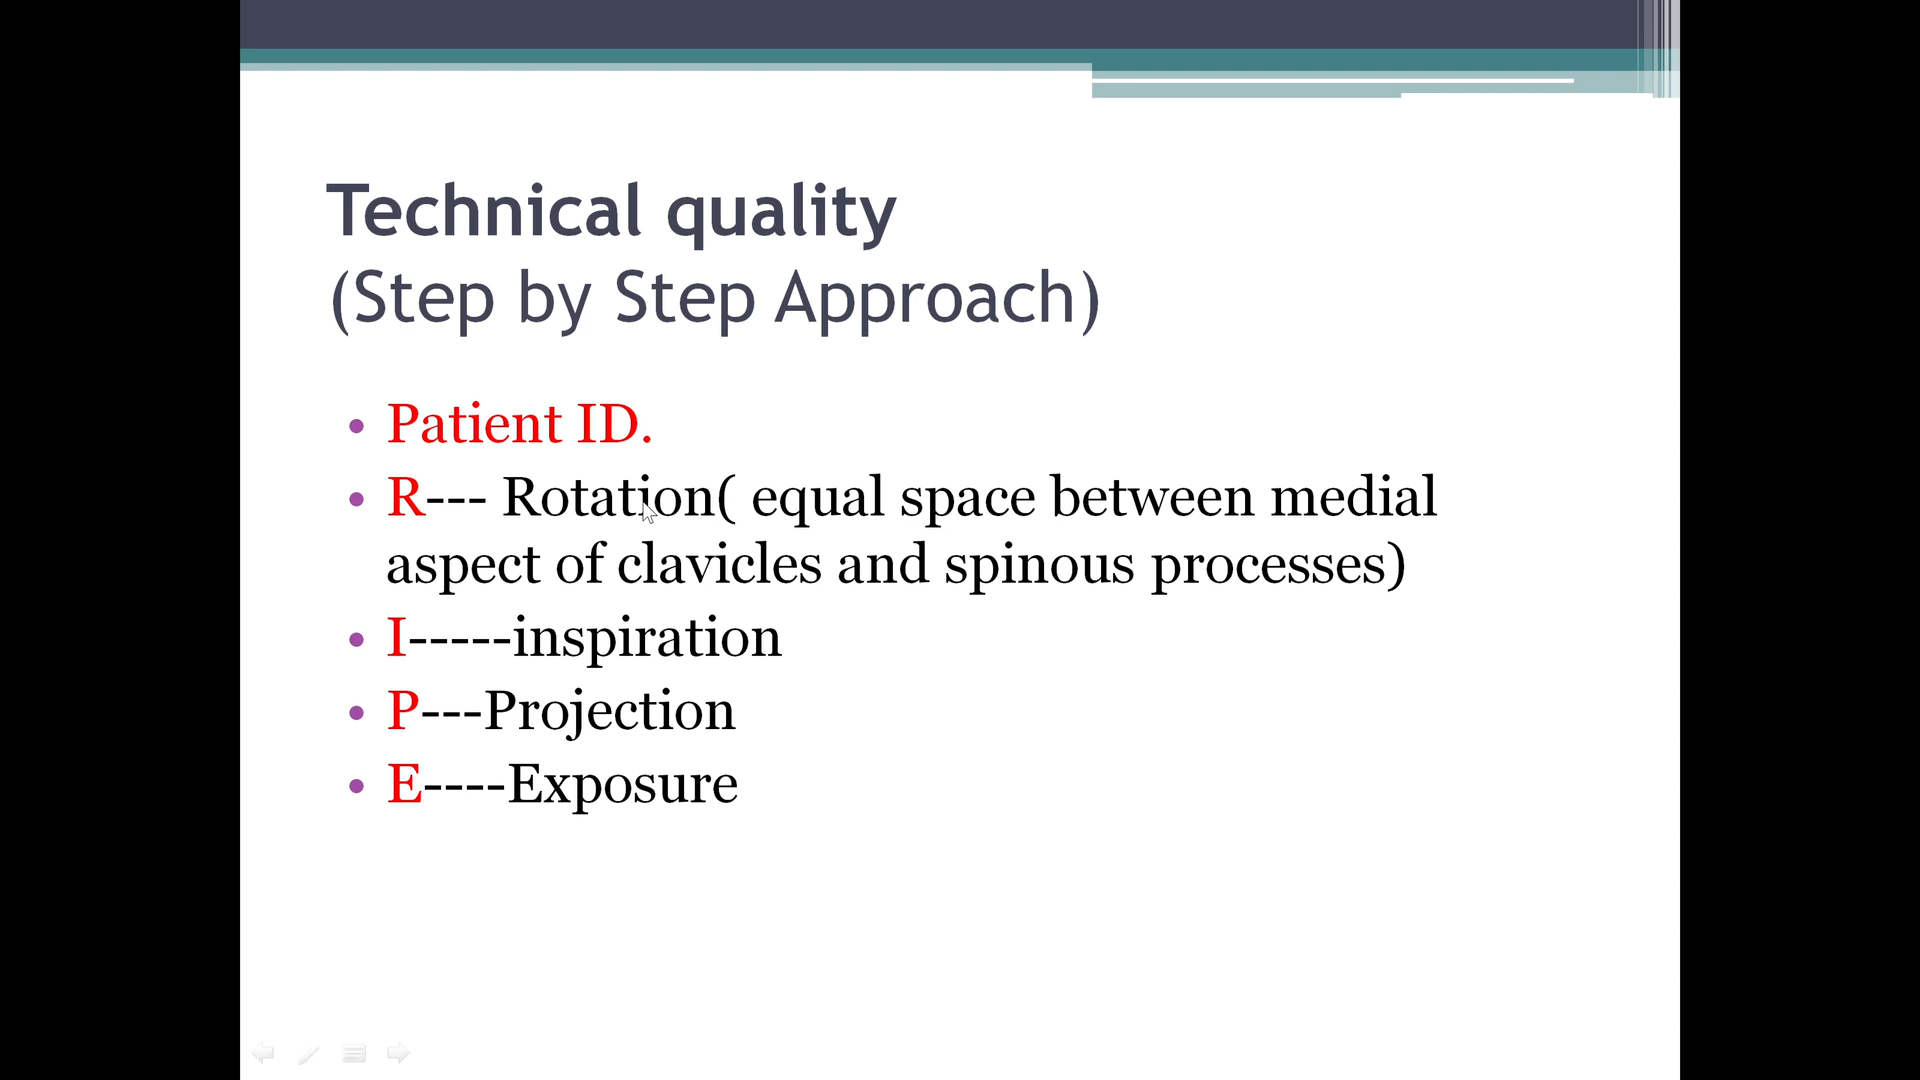 Technical quality
(Step by Step Approach)
• Patient ID.
• R--- Rotation( equal space between medial
aspect of clavicles and spinous processes)
• I-----inspiration
• P---Projection
• E----Exposure